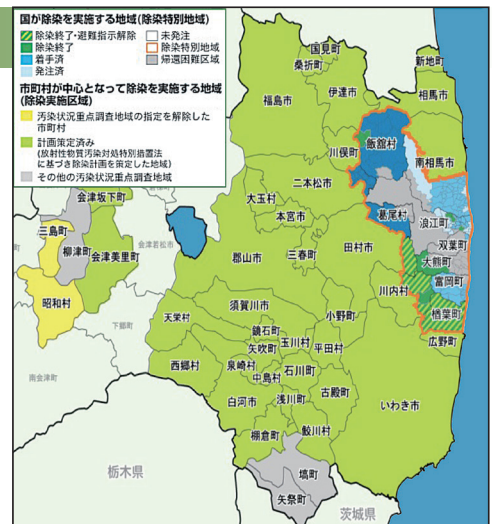 国が除染を実施する地域(除染特別地域)
除染終了・避難指示解除
未発注
除染終了
除染特別地域
着手済
帰還困難区域
発注済
市町村が中心となって除染を実施する地域
(除染実施区域)
汚染状況重点調査地域の指定を解除した
市町村
計画策定済み
(放射性物質汚染対処特別措置法
に基づき除染計画を策定した地域)
その他の汚染状況重点調査地域
国見町
桑折町
新地町
伊達市
相馬市
福島市
飯舘村
川俣町
南相馬市
二本松市
会津坂下町
大玉村
葛尾村
浪江町
本宮市
三島町
柳津町
会津若松市
双葉町
会津美里町
田村市
三春町
大熊町
郡山市
富岡町
川内村
昭和村
楢葉町
須賀川市
天栄村
小野町
下郷町
鏡石町
広野町
玉川村
矢吹町
平田村
西郷村
泉崎村
石川町
南会津町
中島村
古殿町
白河市
浅川町
いわき市
鮫川村
棚倉町
栃木県
塙町
矢祭町
茨城県